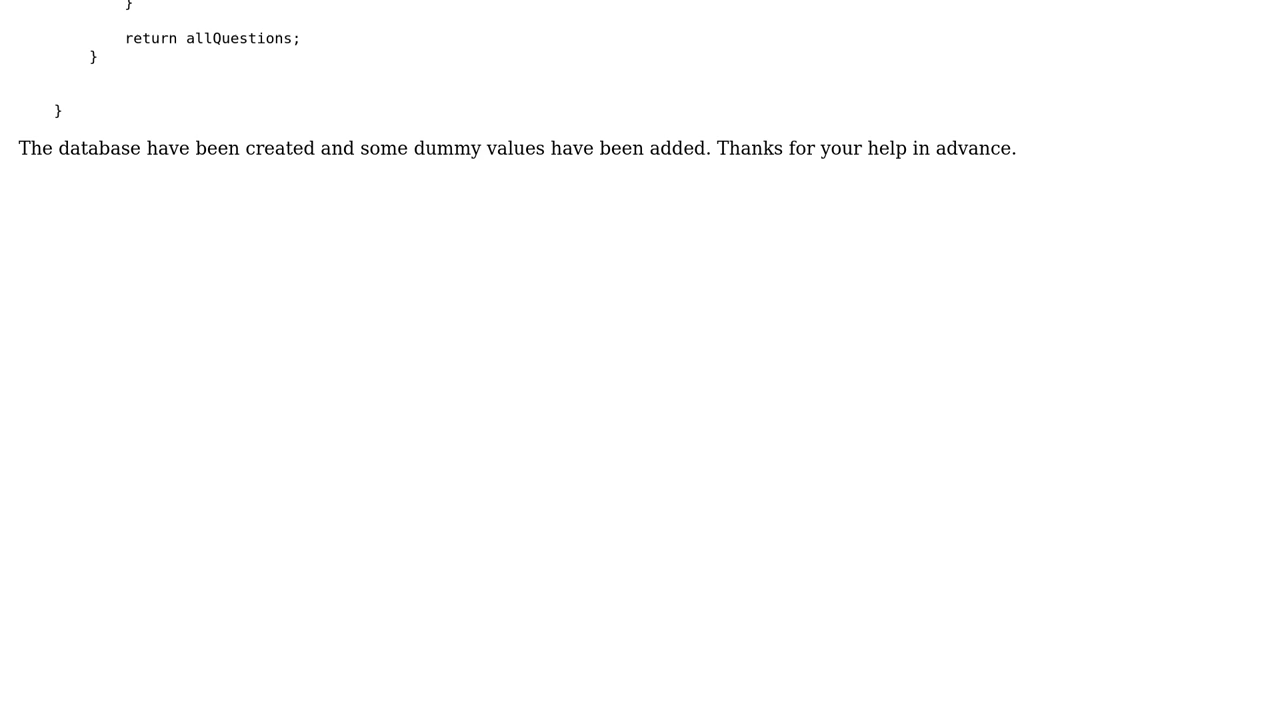 }
return allQuestions;
}
}
The database have been created and some dummy values have been added. Thanks for your help in advance.